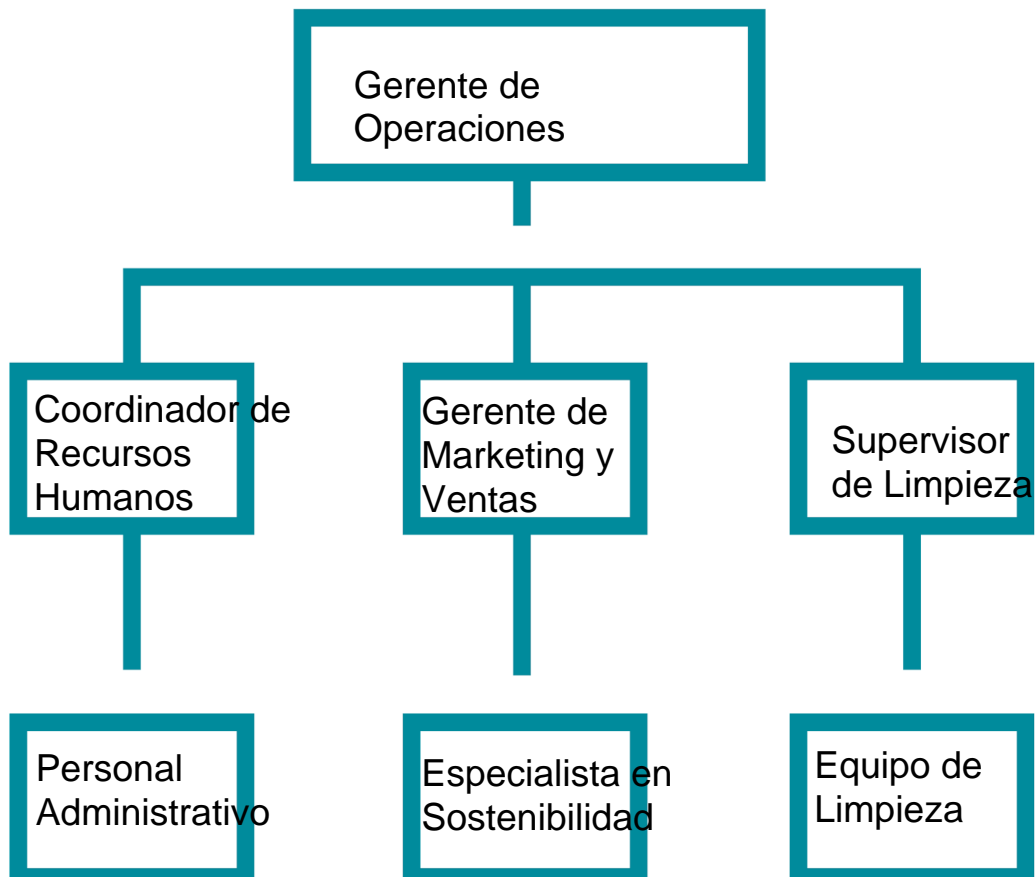 Gerente de
Operaciones
Coordinador de
Recursos
Humanos
Gerente de
Marketing y
Ventas
Supervisor
de Limpieza
Personal
Administrativo
Especialista en
Sostenibilidad
Equipo de
Limpieza